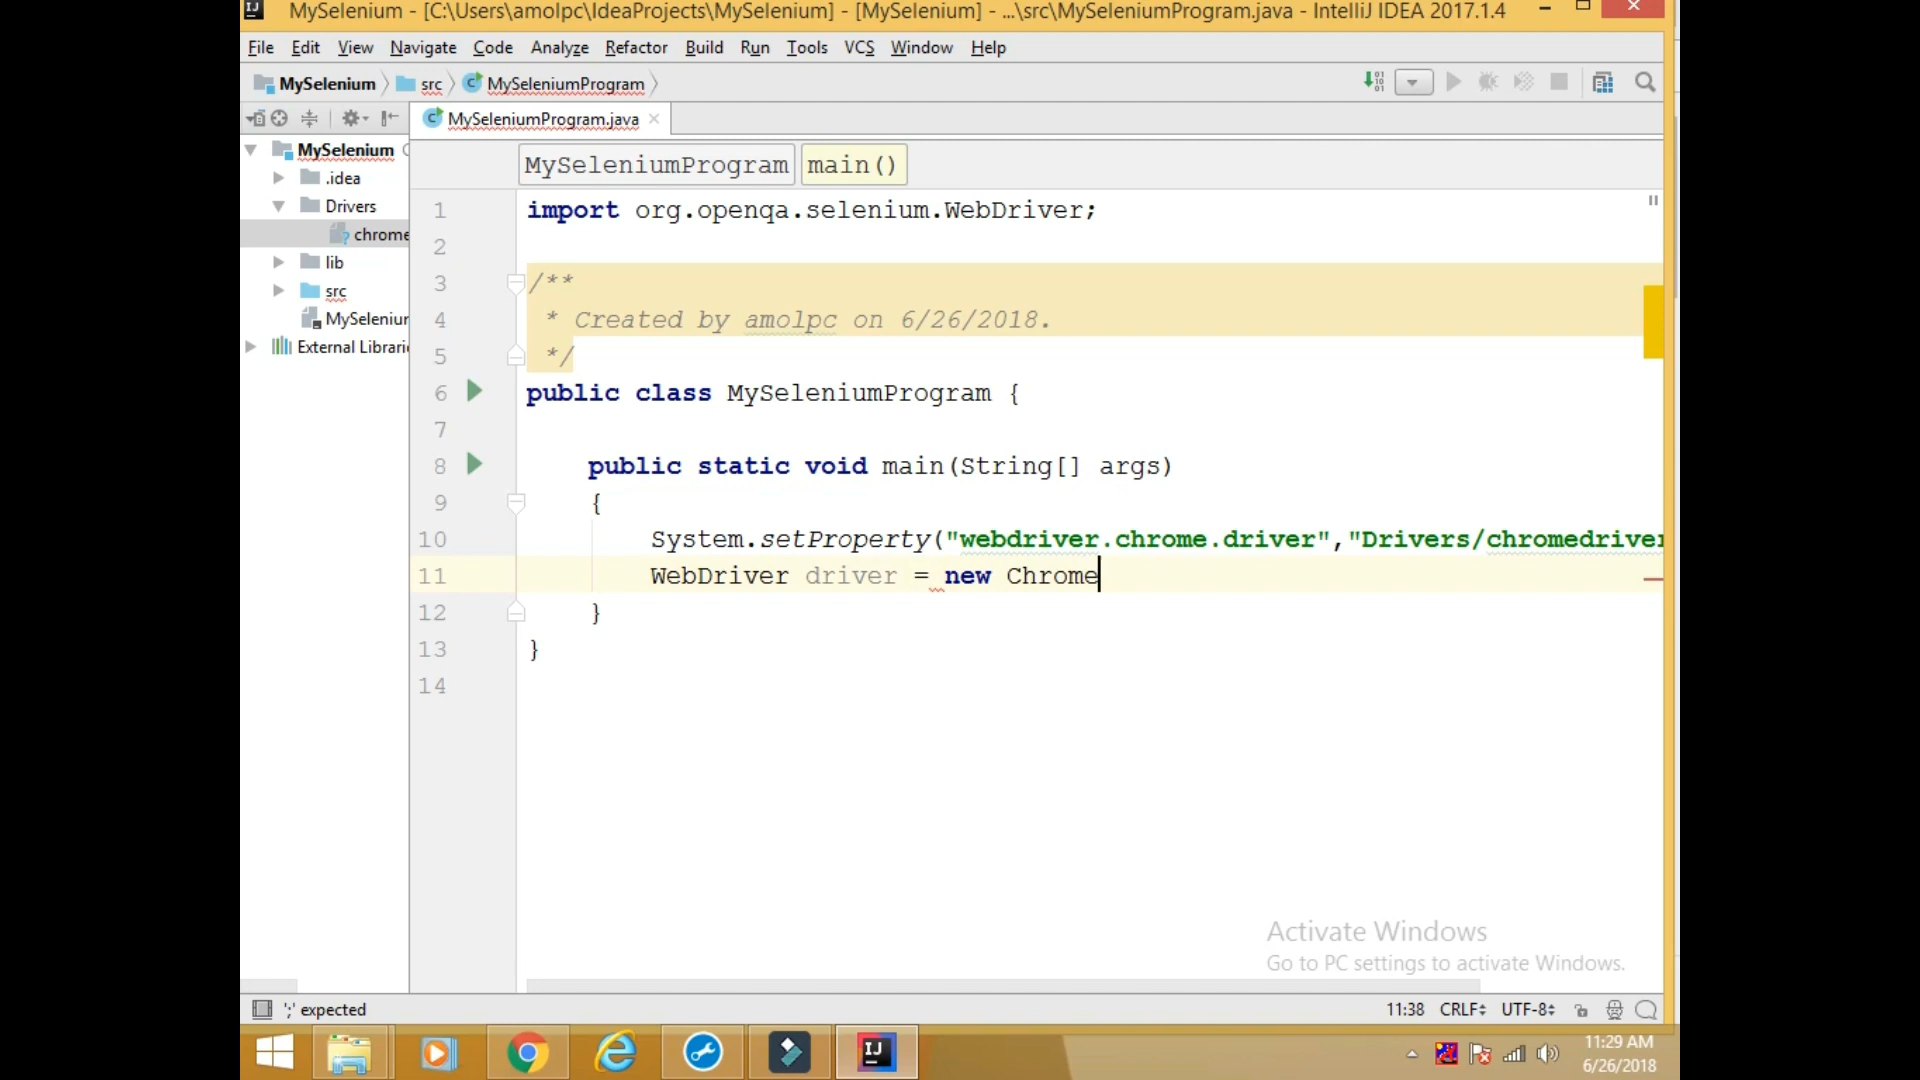 MySelenium - [C:\Users\amolpc\IdeaProjects\MySelenium] - [MySelenium] - ...\src\MySeleniumProgram.java - IntelliJ IDEA 2017.1.4
File Edit View Navigate Code Analyze Refactor Build Run Tools VCS Window Help
MySelenium src MySeleniumProgram
MySeleniumProgram.java
MySelenium
.idea
Drivers
chrome
lib
src
MySelenium
External Librari
MySeleniumProgram main()
1 import org.openqa.selenium.WebDriver;
2
3 /**
4 * Created by amolpc on 6/26/2018.
5 */
6 public class MySeleniumProgram {
7
8 public static void main(String[] args)
9 {
10 System.setProperty("webdriver.chrome.driver","Drivers/chromedriver
11 WebDriver driver = new Chrome
12 }
13 }
14
Activate Windows
Go to PC settings to activate Windows.
';' expected 11:38 CRLF UTF-8
11:29 AM
6/26/2018